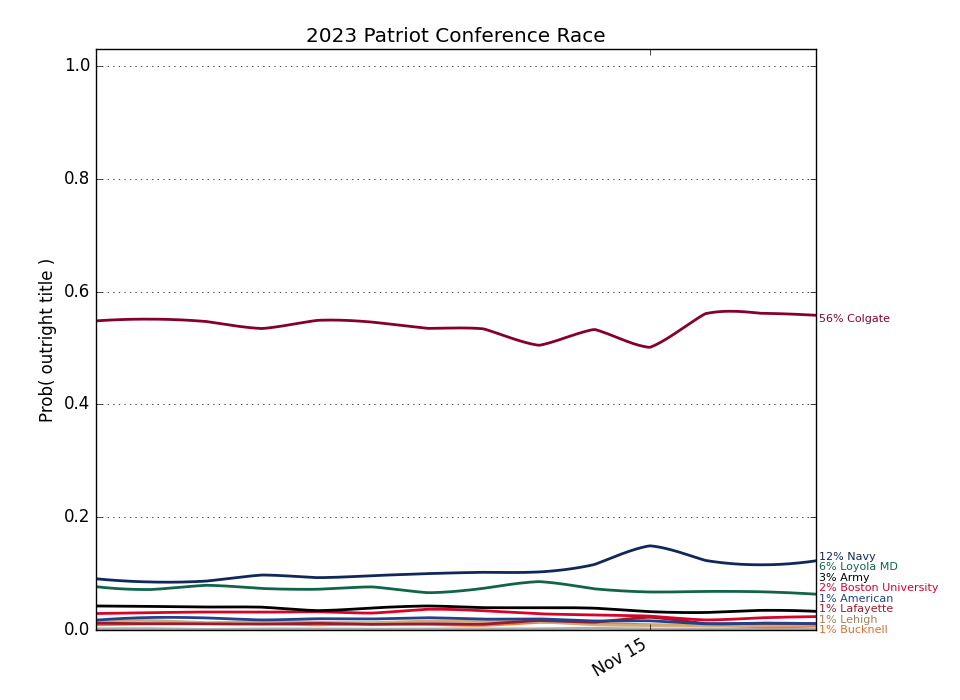 2023 Patriot Conference Race
Prob( outright title )
1.0
0.8
0.6
0.4
0.2
0.0
Nov 15
56% Colgate
12% Navy
6% Loyola MD
3% Army
2% Boston University
1% American
1% Lafayette
1% Lehigh
1% Bucknell